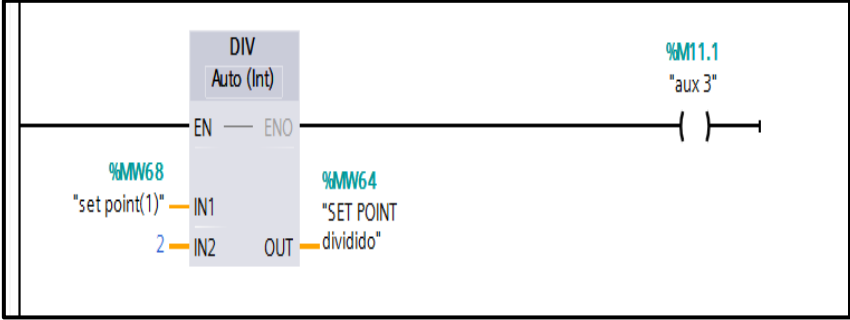 DIV
Auto (Int)
%M11.1
"aux 3"
EN
ENO
%MW68
"set point(1)"
IN1
%MW64
"SET POINT
dividido"
2
IN2
OUT